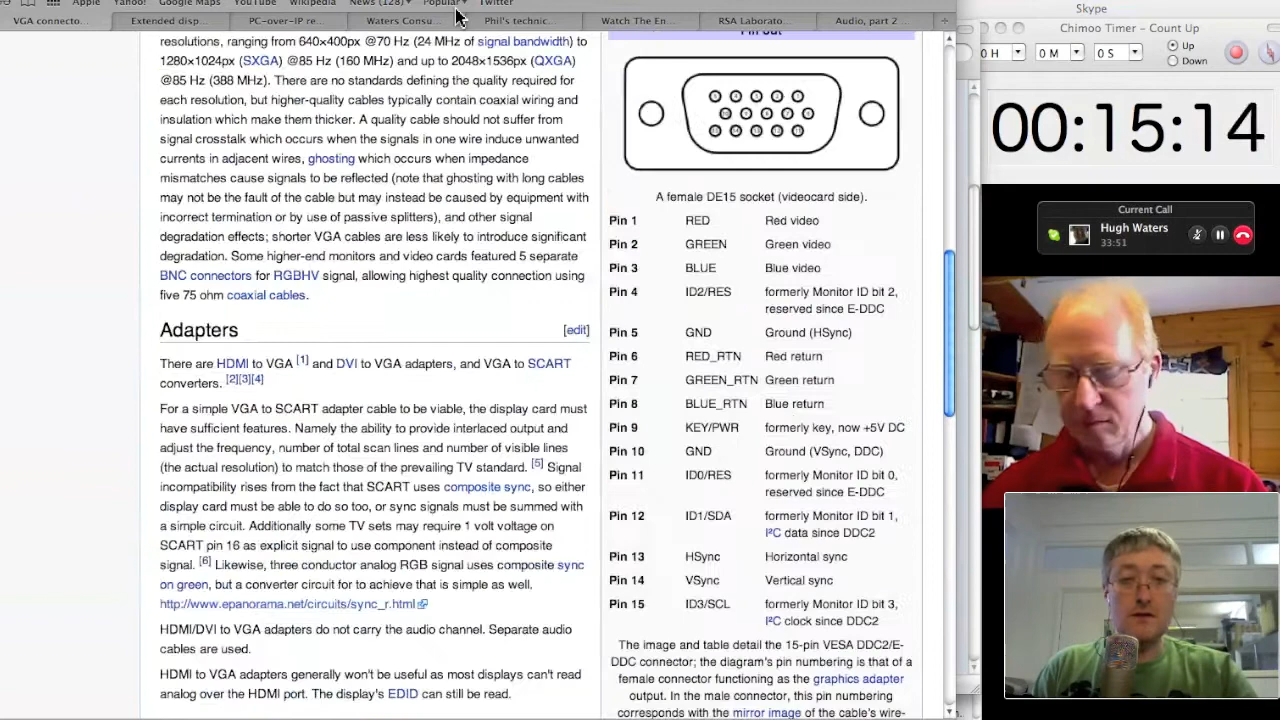 Apple Google Maps YouTube Wikipedia News (128) Popular Twitter
VGA connecto... Extended disp... PC-over-IP re... Waters Consu... Phil's technic... Watch The En... RSA Laborato... Audio, part 2 ...
resolutions, ranging from 640×400px @70 Hz (24 MHz of signal bandwidth) to
1280×1024px (SXGA) @85 Hz (160 MHz) and up to 2048×1536px (QXGA)
@85 Hz (388 MHz). There are no standards defining the quality required for
each resolution, but higher-quality cables typically contain coaxial wiring and
insulation which make them thicker. A quality cable should not suffer from
signal crosstalk which occurs when the signals in one wire induce unwanted
currents in adjacent wires, ghosting which occurs when impedance
mismatches cause signals to be reflected (note that ghosting with long cables
may not be the fault of the cable but may instead be caused by equipment with
incorrect termination or by use of passive splitters), and other signal
degradation effects; shorter VGA cables are less likely to introduce significant
degradation. Some higher-end monitors and video cards featured 5 separate
BNC connectors for RGBHV signal, allowing highest quality connection using
five 75 ohm coaxial cables.
Adapters [edit]
There are HDMI to VGA [1] and DVI to VGA adapters, and VGA to SCART
converters. [2][3][4]
For a simple VGA to SCART adapter cable to be viable, the display card must
have sufficient features. Namely the ability to provide interlaced output and
adjust the frequency, number of total scan lines and number of visible lines
(the actual resolution) to match those of the prevailing TV standard. [5] Signal
incompatibility rises from the fact that SCART uses composite sync, so either
display card must be able to do so too, or sync signals must be summed with
a simple circuit. Additionally some TV sets may require 1 volt voltage on
SCART pin 16 as explicit signal to use component instead of composite
signal. [6] Likewise, three conductor analog RGB signal uses composite sync
on green, but a converter circuit for to achieve that is simple as well.
http://www.epanorama.net/circuits/sync_r.html
HDMI/DVI to VGA adapters do not carry the audio channel. Separate audio
cables are used.
HDMI to VGA adapters generally won't be useful as most displays can't read
analog over the HDMI port. The display's EDID can still be read.
Pin out
A female DE15 socket (videocard side).
Pin 1 RED Red video
Pin 2 GREEN Green video
Pin 3 BLUE Blue video
Pin 4 ID2/RES formerly Monitor ID bit 2,
reserved since E-DDC
Pin 5 GND Ground (HSync)
Pin 6 RED_RTN Red return
Pin 7 GREEN_RTN Green return
Pin 8 BLUE_RTN Blue return
Pin 9 KEY/PWR formerly key, now +5V DC
Pin 10 GND Ground (VSync, DDC)
Pin 11 ID0/RES formerly Monitor ID bit 0,
reserved since E-DDC
Pin 12 ID1/SDA formerly Monitor ID bit 1,
I²C data since DDC2
Pin 13 HSync Horizontal sync
Pin 14 VSync Vertical sync
Pin 15 ID3/SCL formerly Monitor ID bit 3,
I²C clock since DDC2
The image and table detail the 15-pin VESA DDC2/E-
DDC connector; the diagram's pin numbering is that of a
female connector functioning as the graphics adapter
output. In the male connector, this pin numbering
corresponds with the mirror image of the cable's wire-
Skype
Chimoo Timer – Count Up
0 H 0 M 0 S Up
Down
00:15:14
Current Call
Hugh Waters
33:51